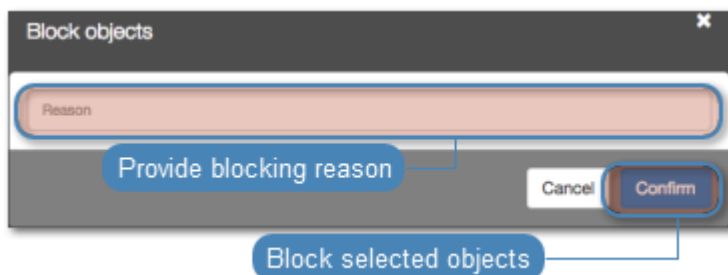 Block objects
Reason
Provide blocking reason
Cancel
Confirm
Block selected objects